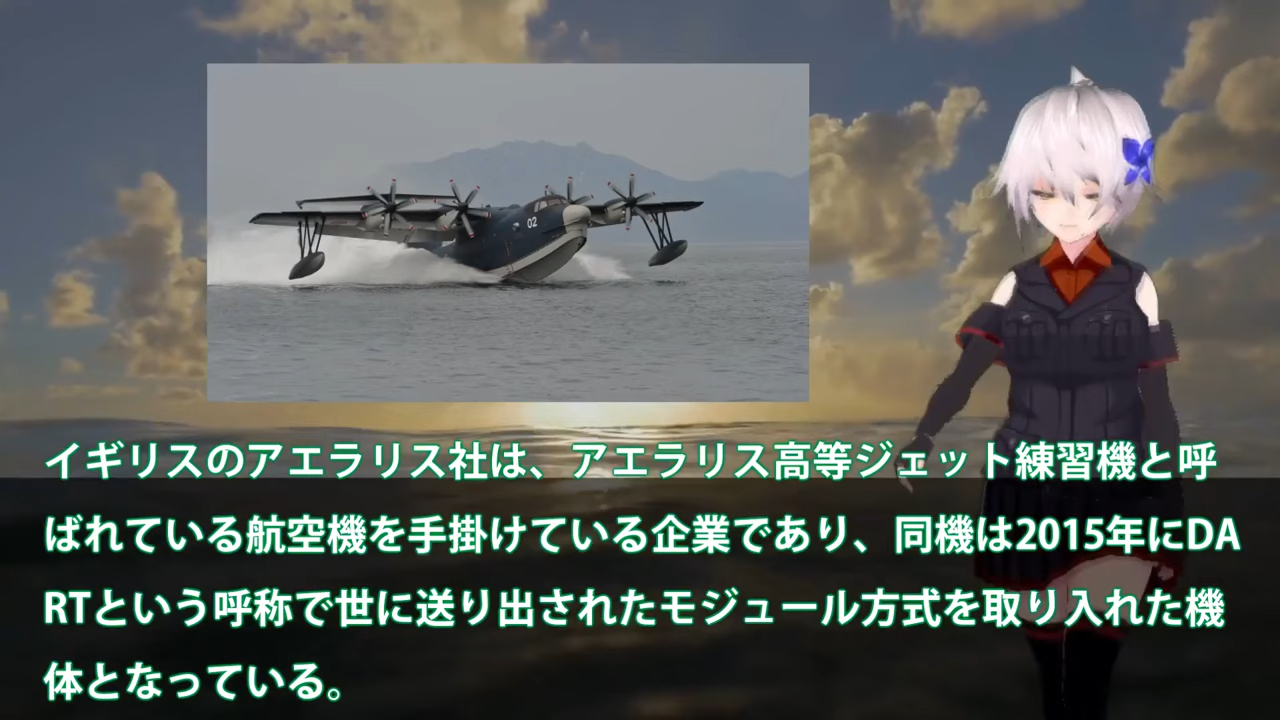 02
イギリスのアエラリス社は、アエラリス高等ジェット練習機と呼
ばれている航空機を手掛けている企業であり、同機は2015年にDA
RTという呼称で世に送り出されたモジュール方式を取り入れた機
体となっている。